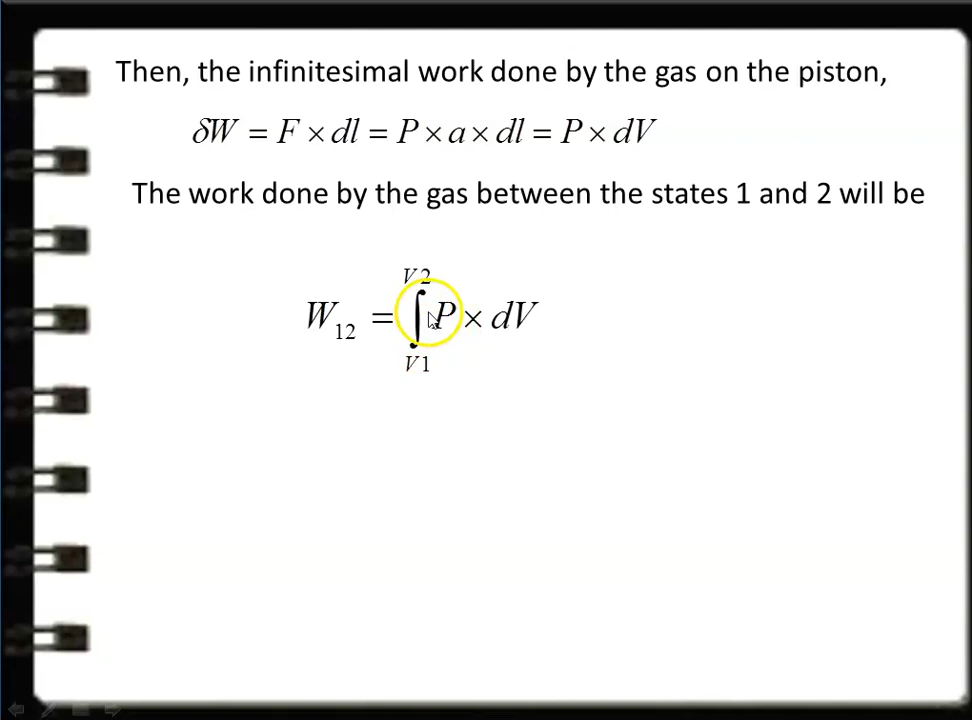 Then, the infinitesimal work done by the gas on the piston,
δW = F × dl = P × a × dl = P × dV
The work done by the gas between the states 1 and 2 will be
W₁₂ = ∫_{V1}^{V2} P × dV